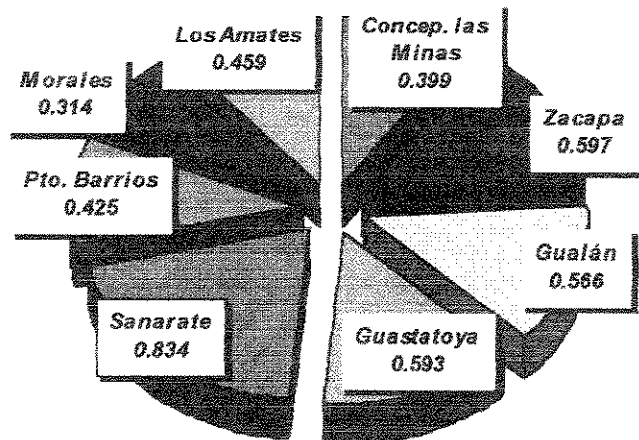 Los Amates
0.459
Concep. las
Minas
0.399
Morales
0.314
Zacapa
0.597
Pto. Barrios
0.425
Gualán
0.566
Sanarate
0.834
Guastatoya
0.593